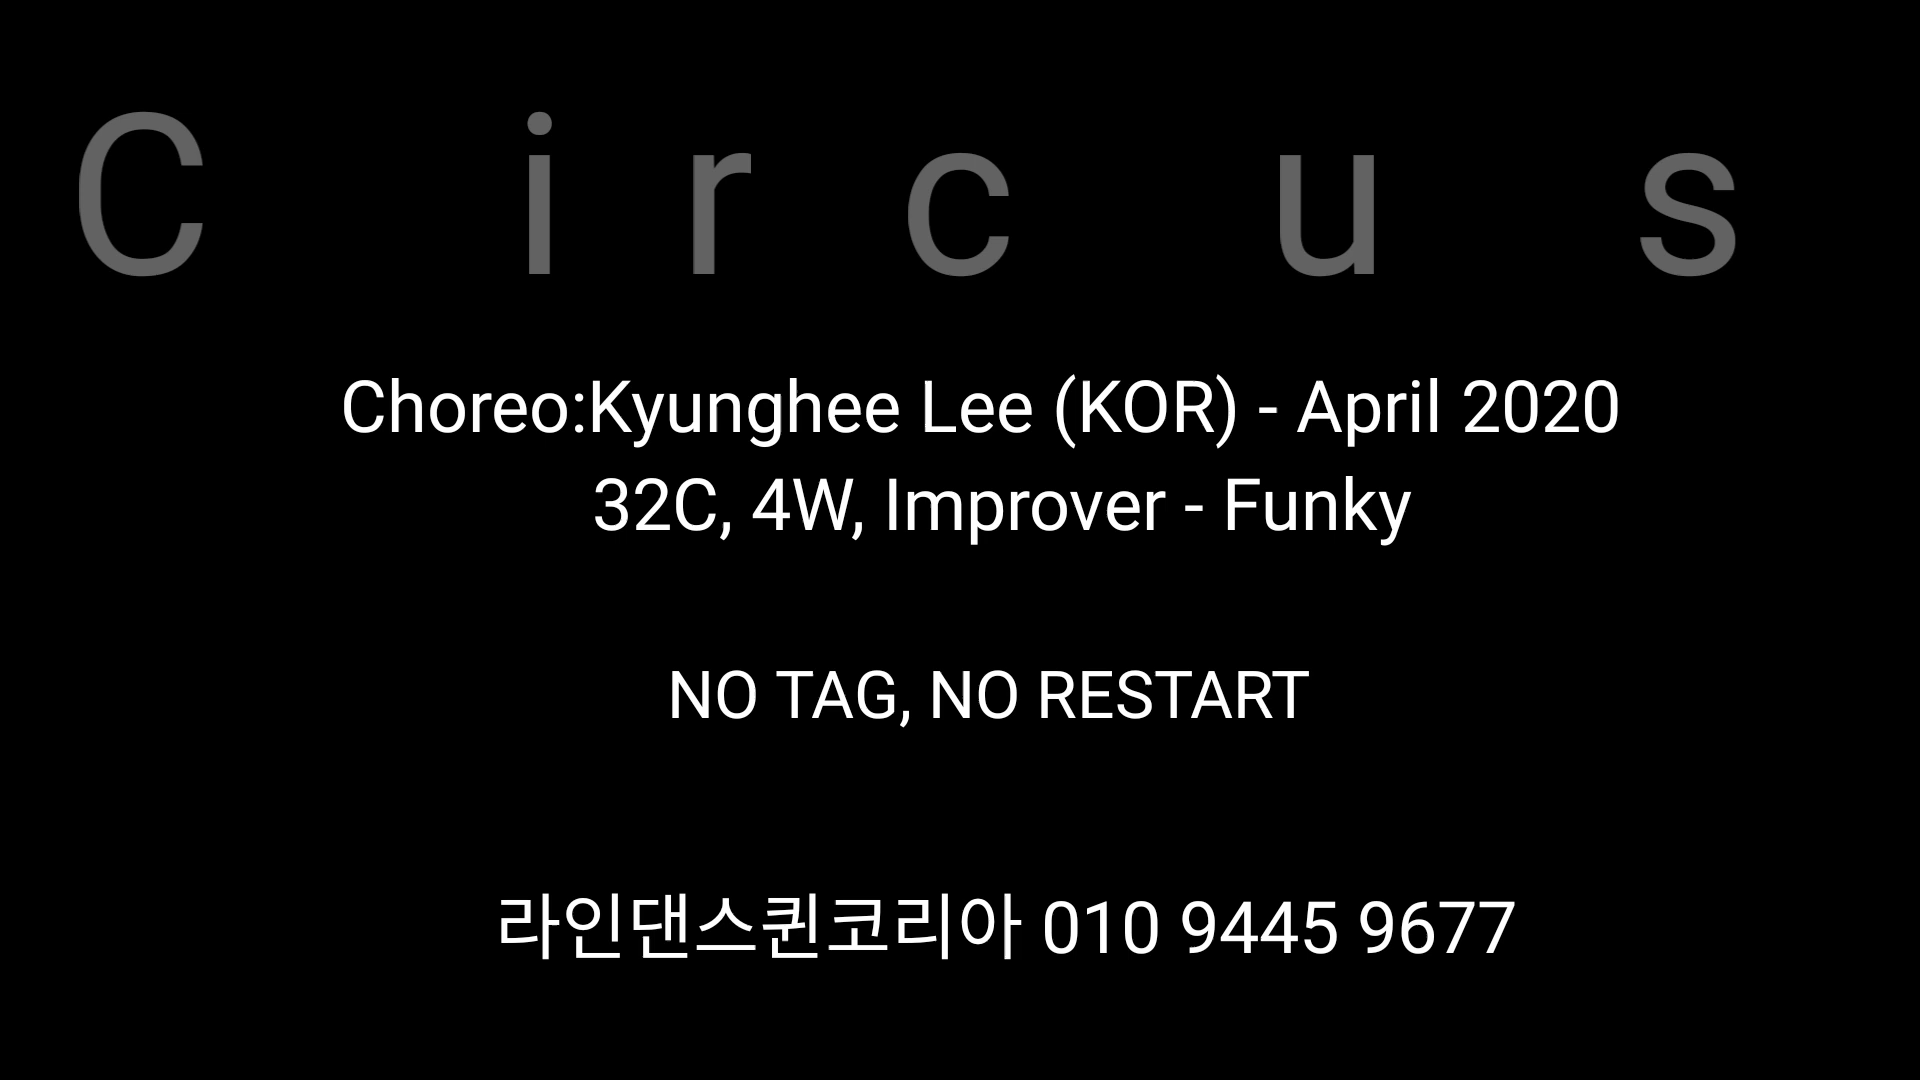 Circus
Choreo:Kyunghee Lee (KOR) - April 2020
32C, 4W, Improver - Funky
NO TAG, NO RESTART
라인댄스퀸코리아 010 9445 9677